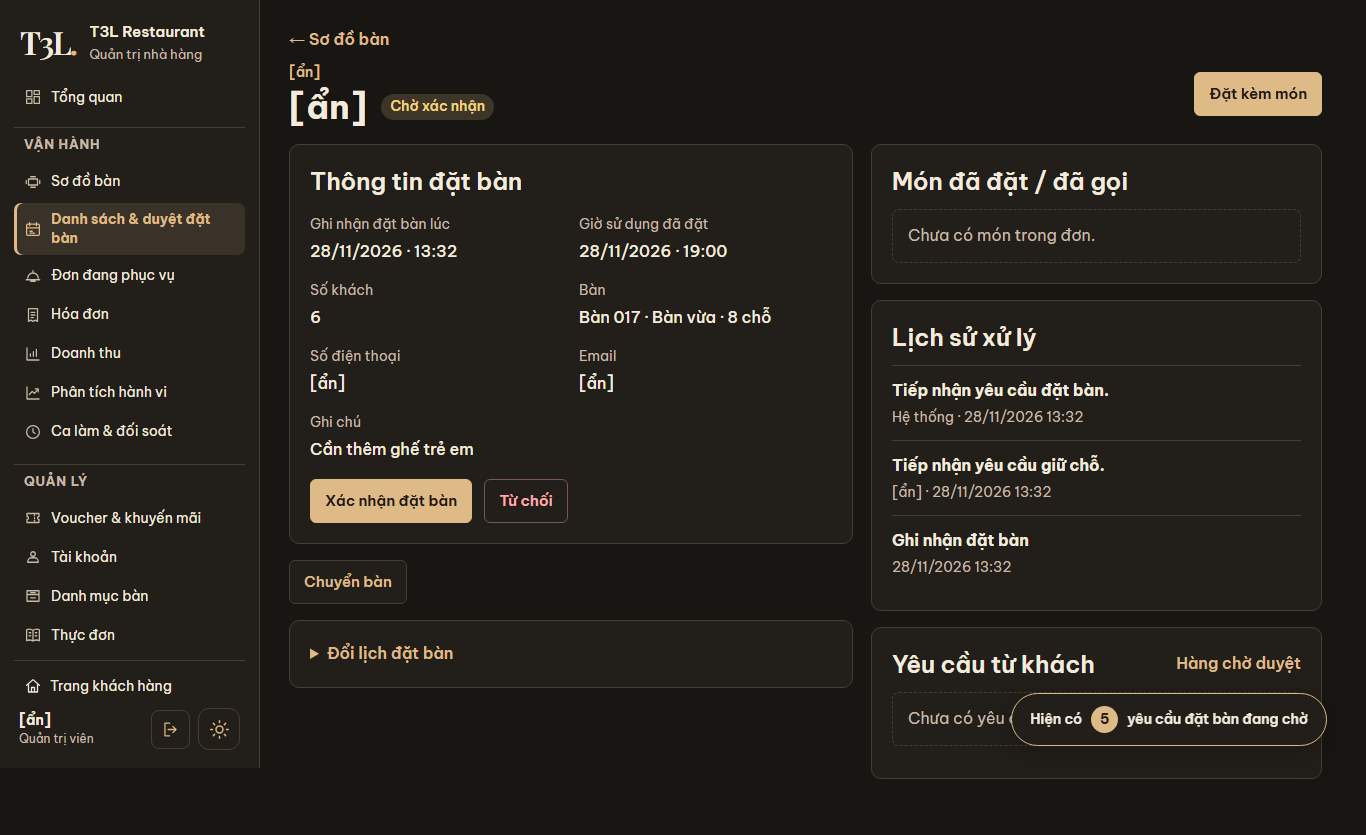 T3L.
T3L Restaurant
Quản trị nhà hàng
Tổng quan
VẬN HÀNH
Sơ đồ bàn
Danh sách & duyệt đặt
bàn
Đơn đang phục vụ
Hóa đơn
Doanh thu
Phân tích hành vi
Ca làm & đối soát
QUẢN LÝ
Voucher & khuyến mãi
Tài khoản
Danh mục bàn
Thực đơn
Trang khách hàng
[ẩn]
Quản trị viên
← Sơ đồ bàn
[ẩn]
[ẩn] Chờ xác nhận
Đặt kèm món
Thông tin đặt bàn
Ghi nhận đặt bàn lúc
28/11/2026 · 13:32
Giờ sử dụng đã đặt
28/11/2026 · 19:00
Số khách
6
Bàn
Bàn 017 · Bàn vừa · 8 chỗ
Số điện thoại
[ẩn]
Email
[ẩn]
Ghi chú
Cần thêm ghế trẻ em
Xác nhận đặt bàn
Từ chối
Chuyển bàn
Đổi lịch đặt bàn
Món đã đặt / đã gọi
Chưa có món trong đơn.
Lịch sử xử lý
Tiếp nhận yêu cầu đặt bàn.
Hệ thống · 28/11/2026 13:32
Tiếp nhận yêu cầu giữ chỗ.
[ẩn] · 28/11/2026 13:32
Ghi nhận đặt bàn
28/11/2026 13:32
Yêu cầu từ khách
Hàng chờ duyệt
Chưa có yêu
Hiện có 5 yêu cầu đặt bàn đang chờ